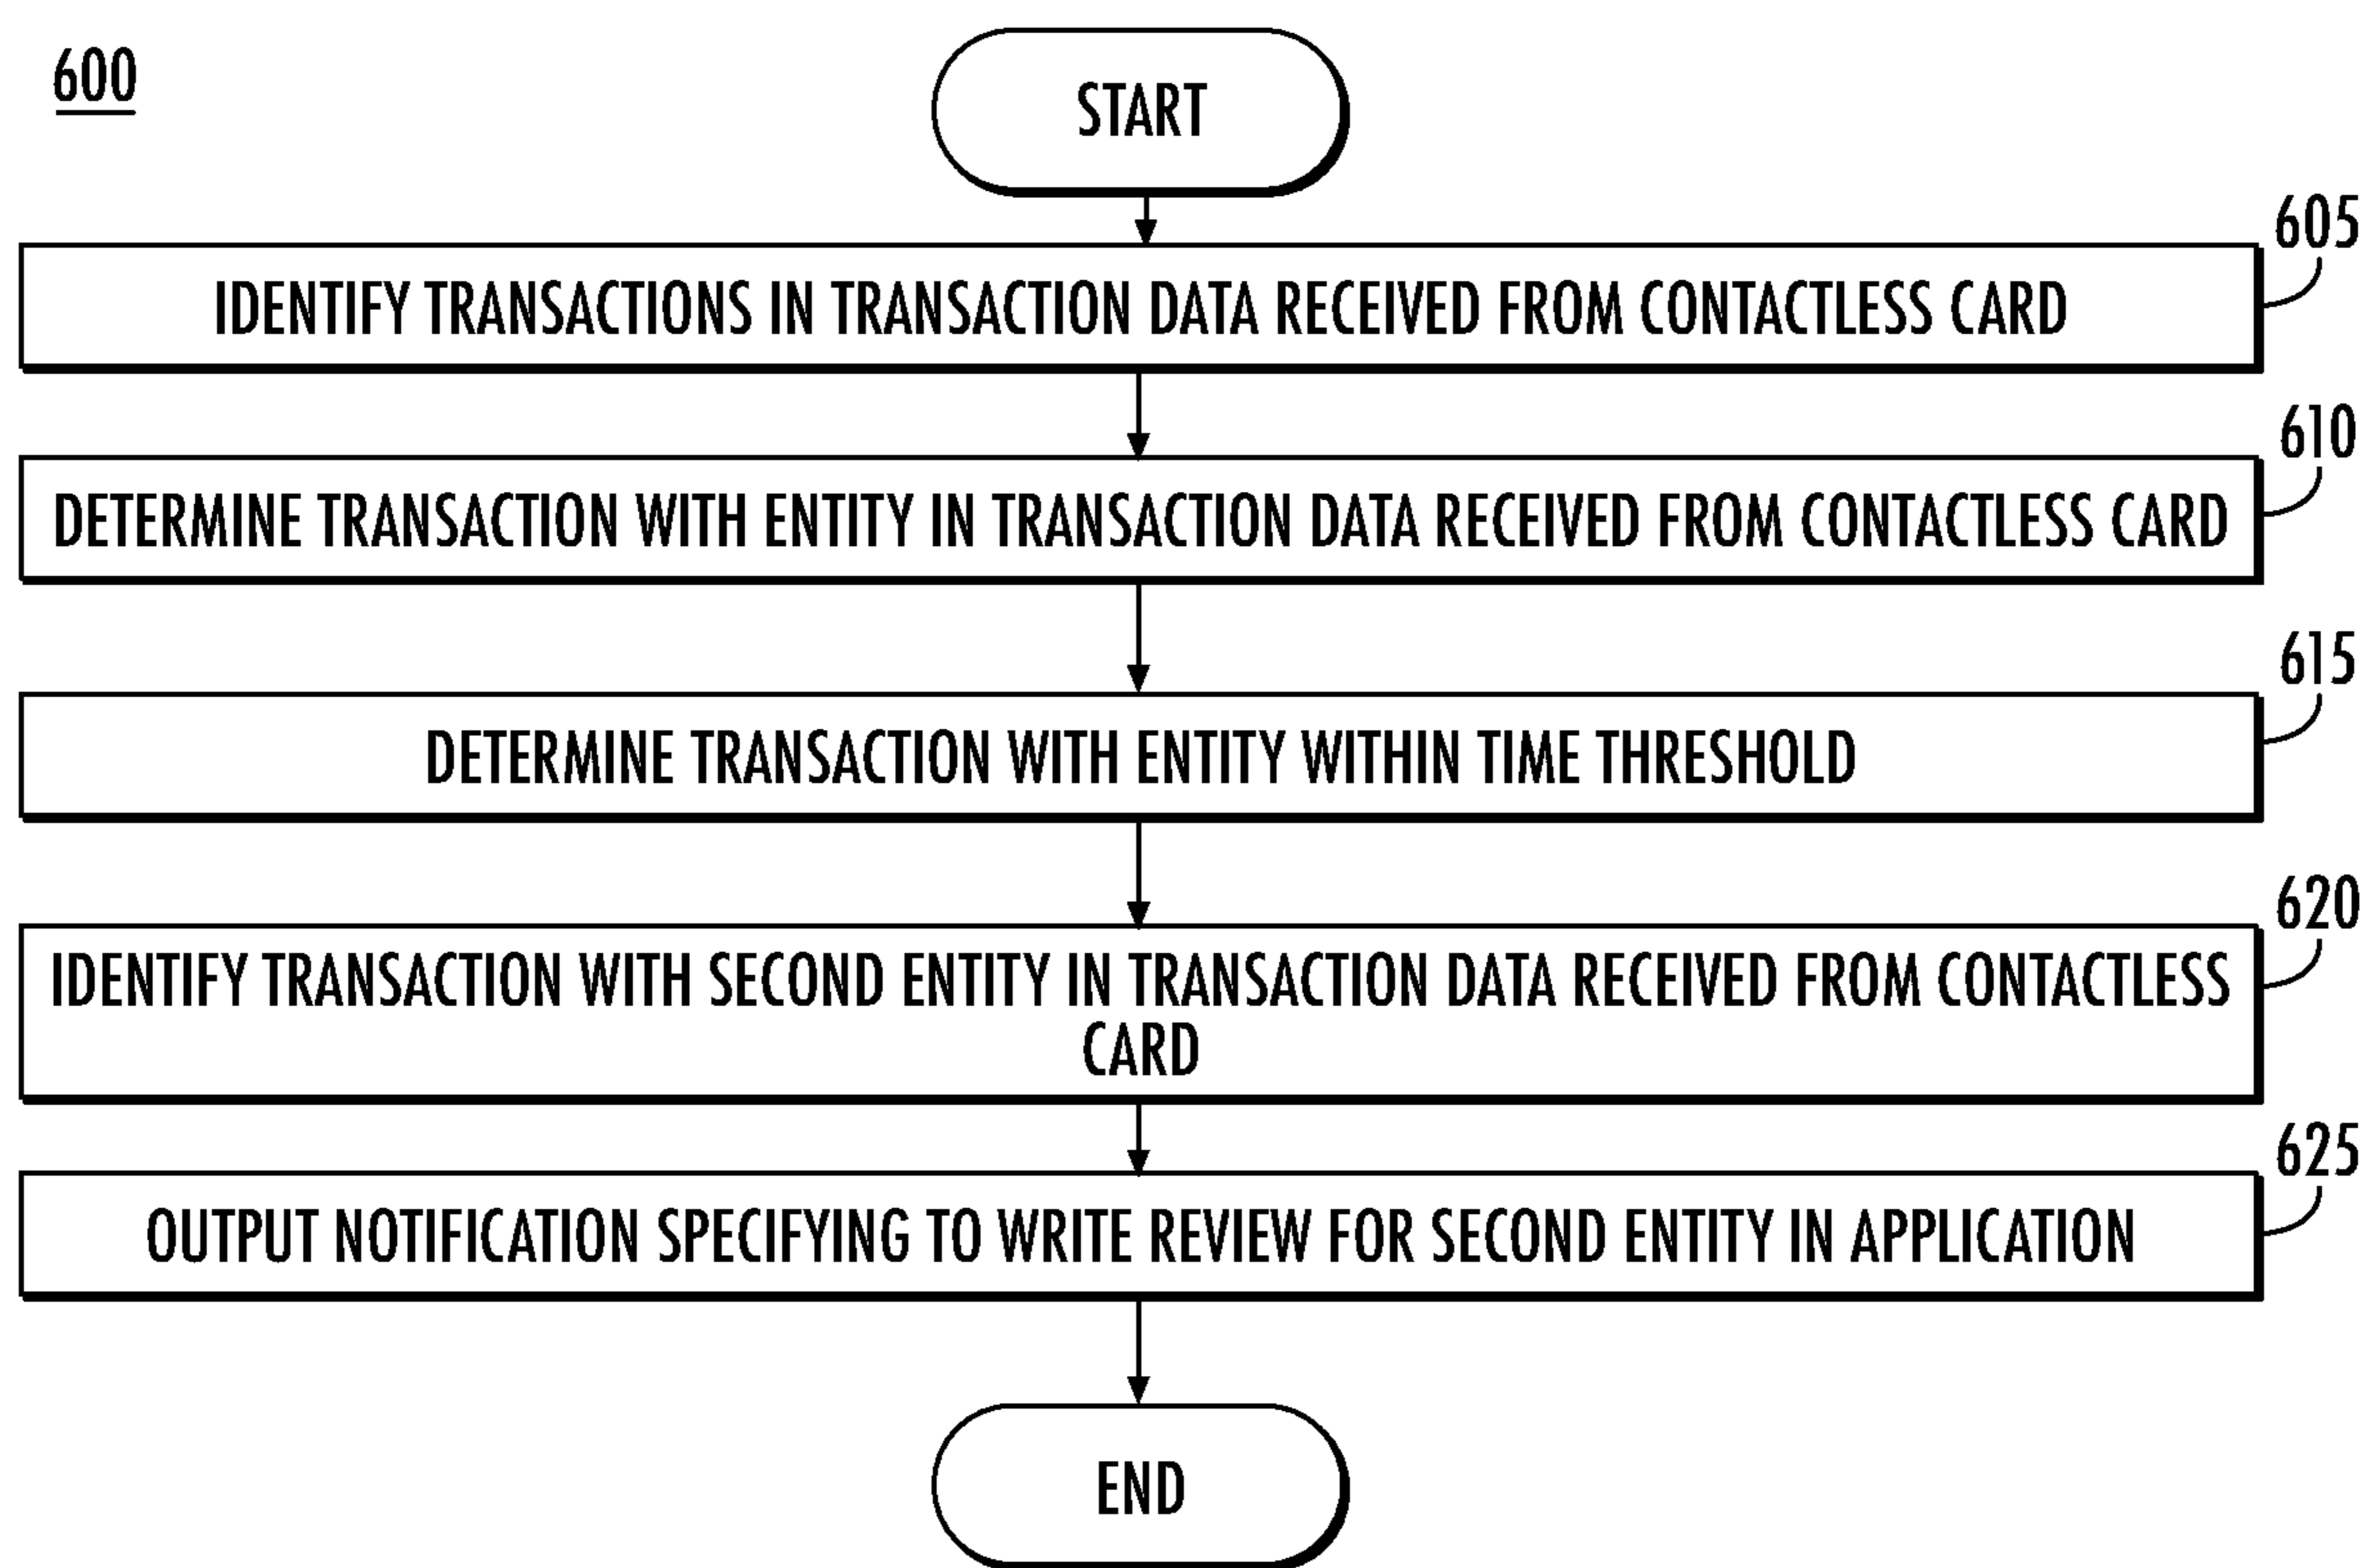 600
START
605
IDENTIFY TRANSACTIONS IN TRANSACTION DATA RECEIVED FROM CONTACTLESS CARD
610
DETERMINE TRANSACTION WITH ENTITY IN TRANSACTION DATA RECEIVED FROM CONTACTLESS CARD
615
DETERMINE TRANSACTION WITH ENTITY WITHIN TIME THRESHOLD
620
IDENTIFY TRANSACTION WITH SECOND ENTITY IN TRANSACTION DATA RECEIVED FROM CONTACTLESS
CARD
625
OUTPUT NOTIFICATION SPECIFYING TO WRITE REVIEW FOR SECOND ENTITY IN APPLICATION
END